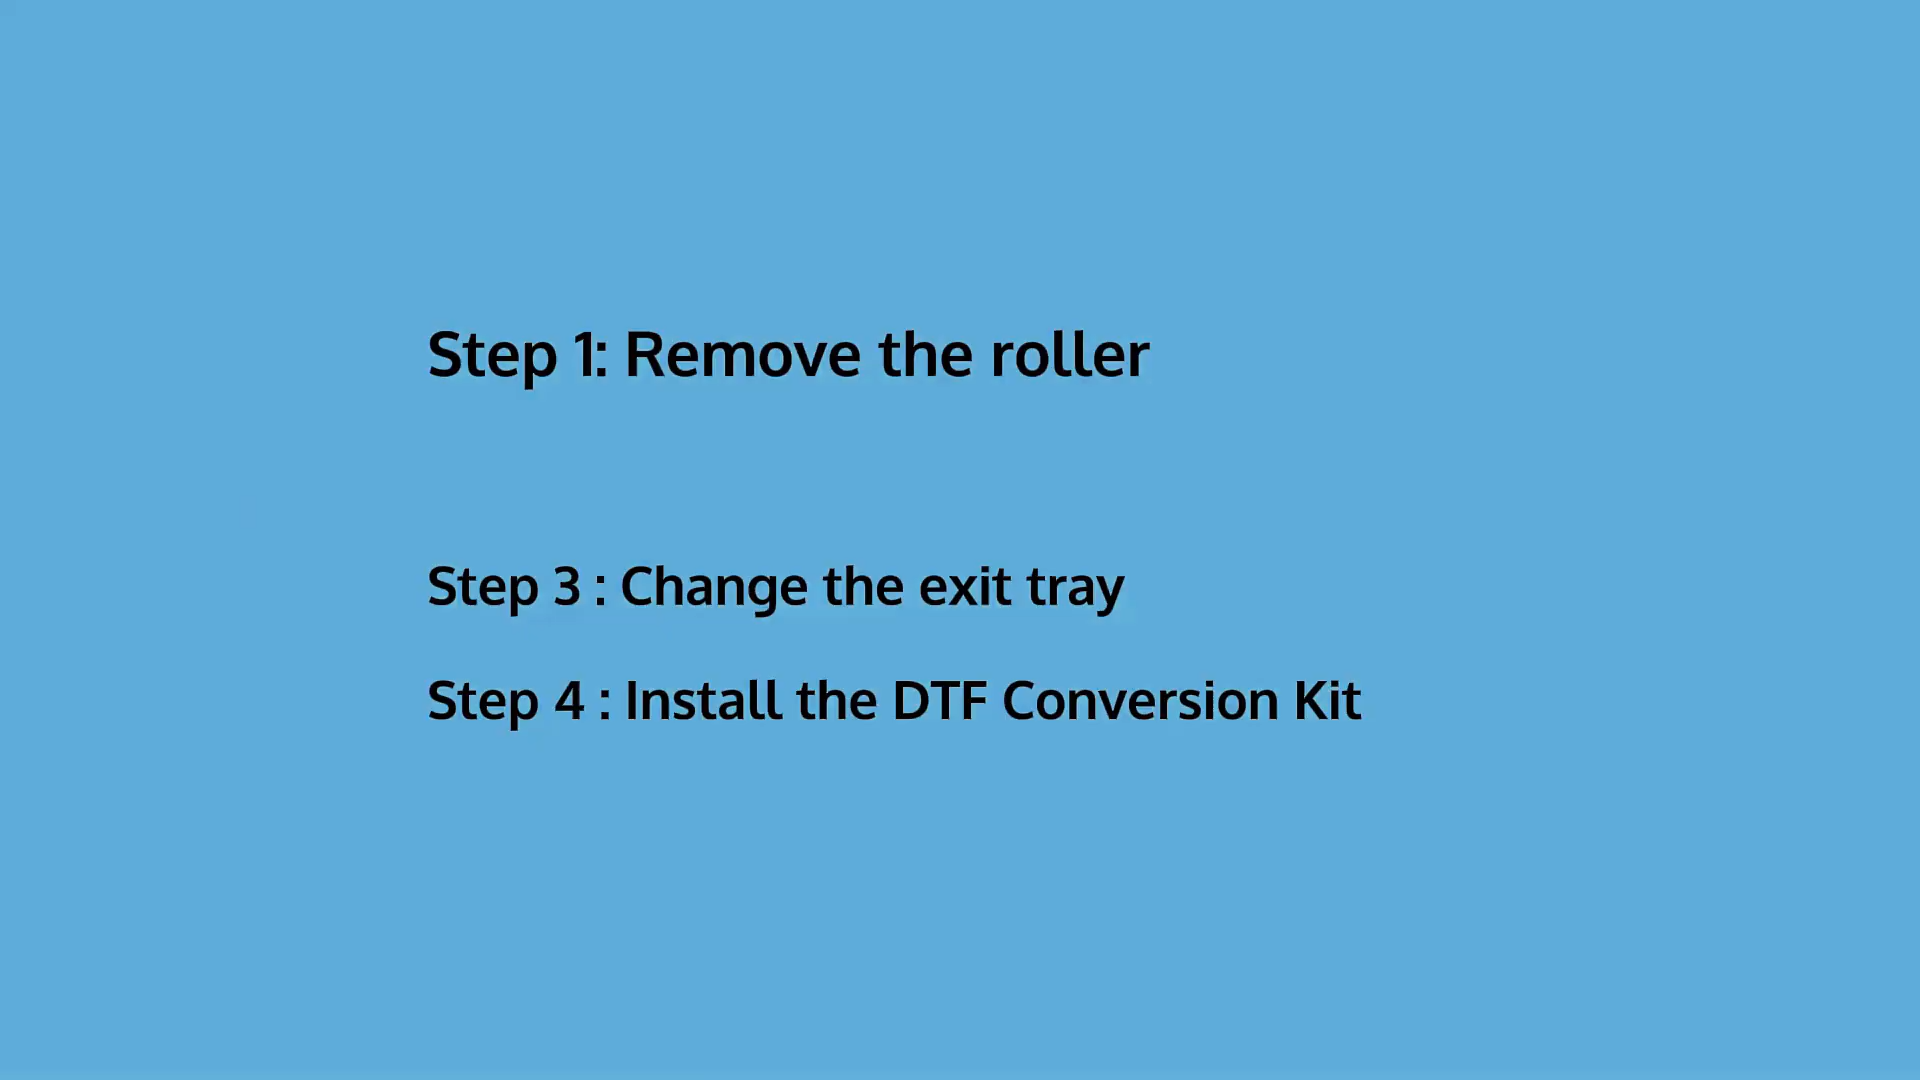 Step 1: Remove the roller
Step 3 : Change the exit tray
Step 4 : Install the DTF Conversion Kit